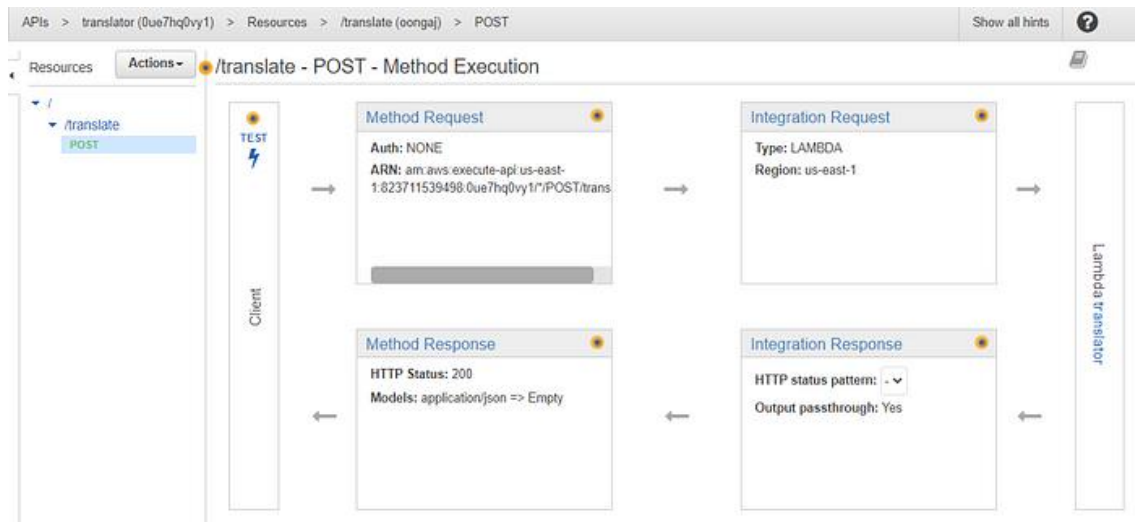 APIs > translator (0ue7hq0vy1) > Resources > /translate (oongaj) > POST
Show all hints
?
Resources
Actions
/translate - POST - Method Execution
/
/translate
POST
TEST
Client
Method Request
Auth: NONE
ARN: arn:aws:execute-api:us-east-
1:823711539498:0ue7hq0vy1/*/POST/trans
Integration Request
Type: LAMBDA
Region: us-east-1
Lambda translator
Method Response
HTTP Status: 200
Models: application/json => Empty
Integration Response
HTTP status pattern: -
Output passthrough: Yes